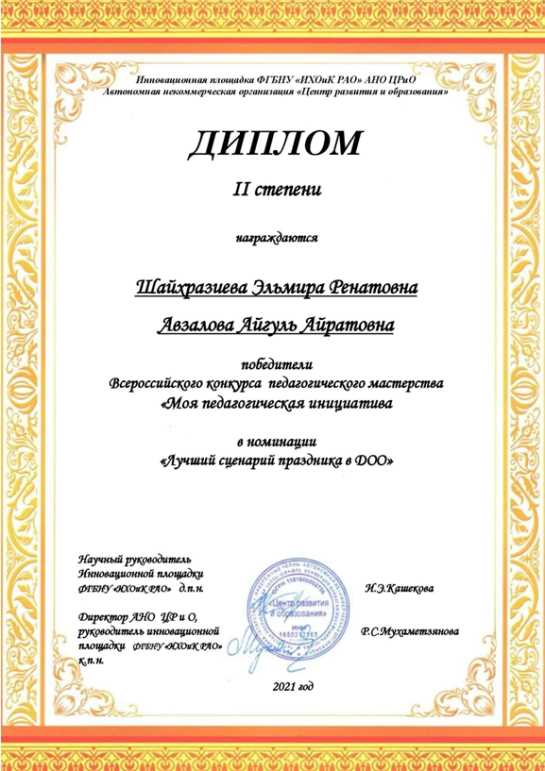 Инновационная площадка ФГБНУ «ИХОиК РАО» АНО ЦРиО
Автономная некоммерческая организация «Центр развития и образования»
ДИПЛОМ
II степени
награждаются
Шайхразиева Эльмира Ренатовна
Авзалова Айгуль Айратовна
победители
Всероссийского конкурса педагогического мастерства
«Моя педагогическая инициатива
в номинации
«Лучший сценарий праздника в ДОО»
Научный руководитель
Инновационной площадки
ФГБНУ «ИХОиК РАО» д.п.н.
Н.Э.Кашекова
Директор АНО ЦР и О,
руководитель инновационной
площадки ФГБНУ «ИХОиК РАО»
к.п.н.
Р.С.Мухаметзянова
«Центр развития
и образования»
2021 год